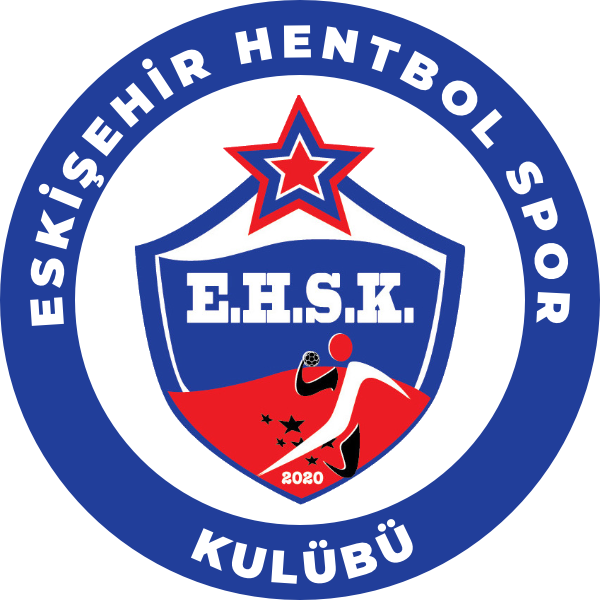 ESKİŞEHİR HENTBOL SPOR
E.H.S.K.
2020
KULÜBÜ